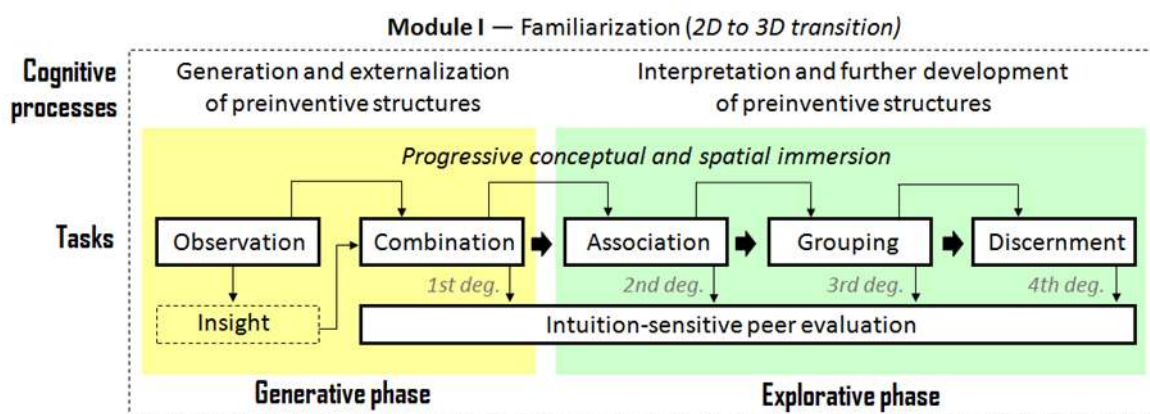 Module I — Familiarization (2D to 3D transition)
Cognitive
processes
Generation and externalization
of preinventive structures
Interpretation and further development
of preinventive structures
Progressive conceptual and spatial immersion
Tasks
Observation
Combination
Association
Grouping
Discernment
1st deg.
2nd deg.
3rd deg.
4th deg.
Insight
Intuition-sensitive peer evaluation
Generative phase
Explorative phase